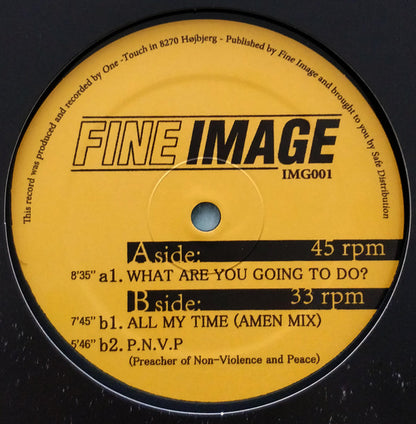 This record was produced and recorded by One -Touch in 8270 Højbjerg - Published by Fine Image and brought to you by Safe Distribution
FINE IMAGE
IMG001
A side: 45 rpm
8'35" a1. WHAT ARE YOU GOING TO DO?
B side: 33 rpm
7'45" b1. ALL MY TIME (AMEN MIX)
5'46" b2. P.N.V.P
(Preacher of Non-Violence and Peace)